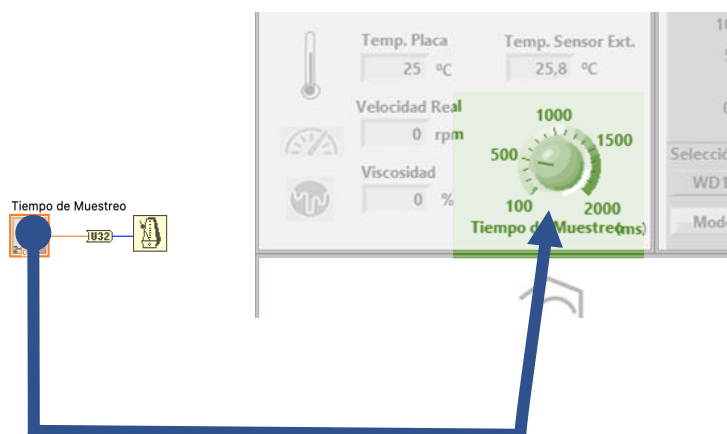 Tiempo de Muestreo
U32
Temp. Placa
25 ºC
Temp. Sensor Ext.
25,8 ºC
Velocidad Real
0 rpm
Viscosidad
0 %
1000
500
1500
100
2000
Tiempo de Muestreo
(ms)
Selecció
WD1
Mod